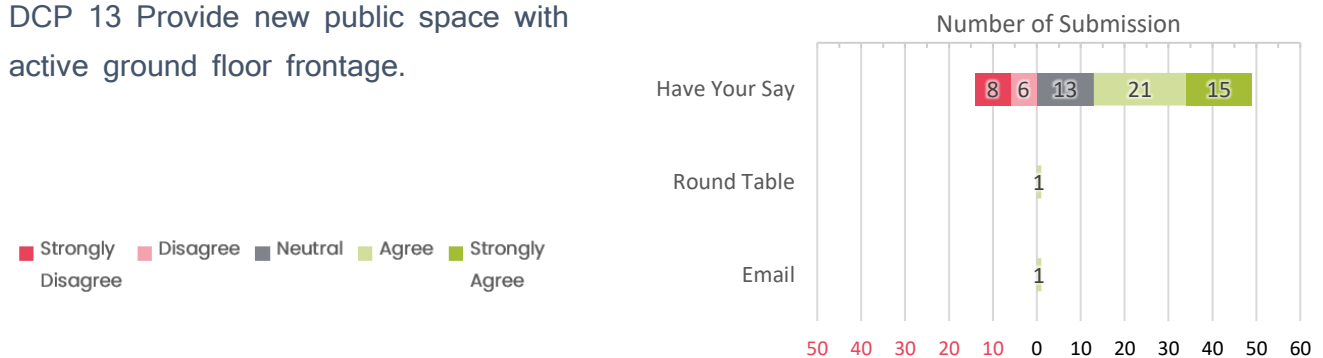 DCP 13 Provide new public space with
active ground floor frontage.
Strongly Disagree
Disagree
Neutral
Agree
Strongly Agree
Number of Submission
Have Your Say
8 6 13 21 15
Round Table
1
Email
1
50 40 30 20 10 0 10 20 30 40 50 60